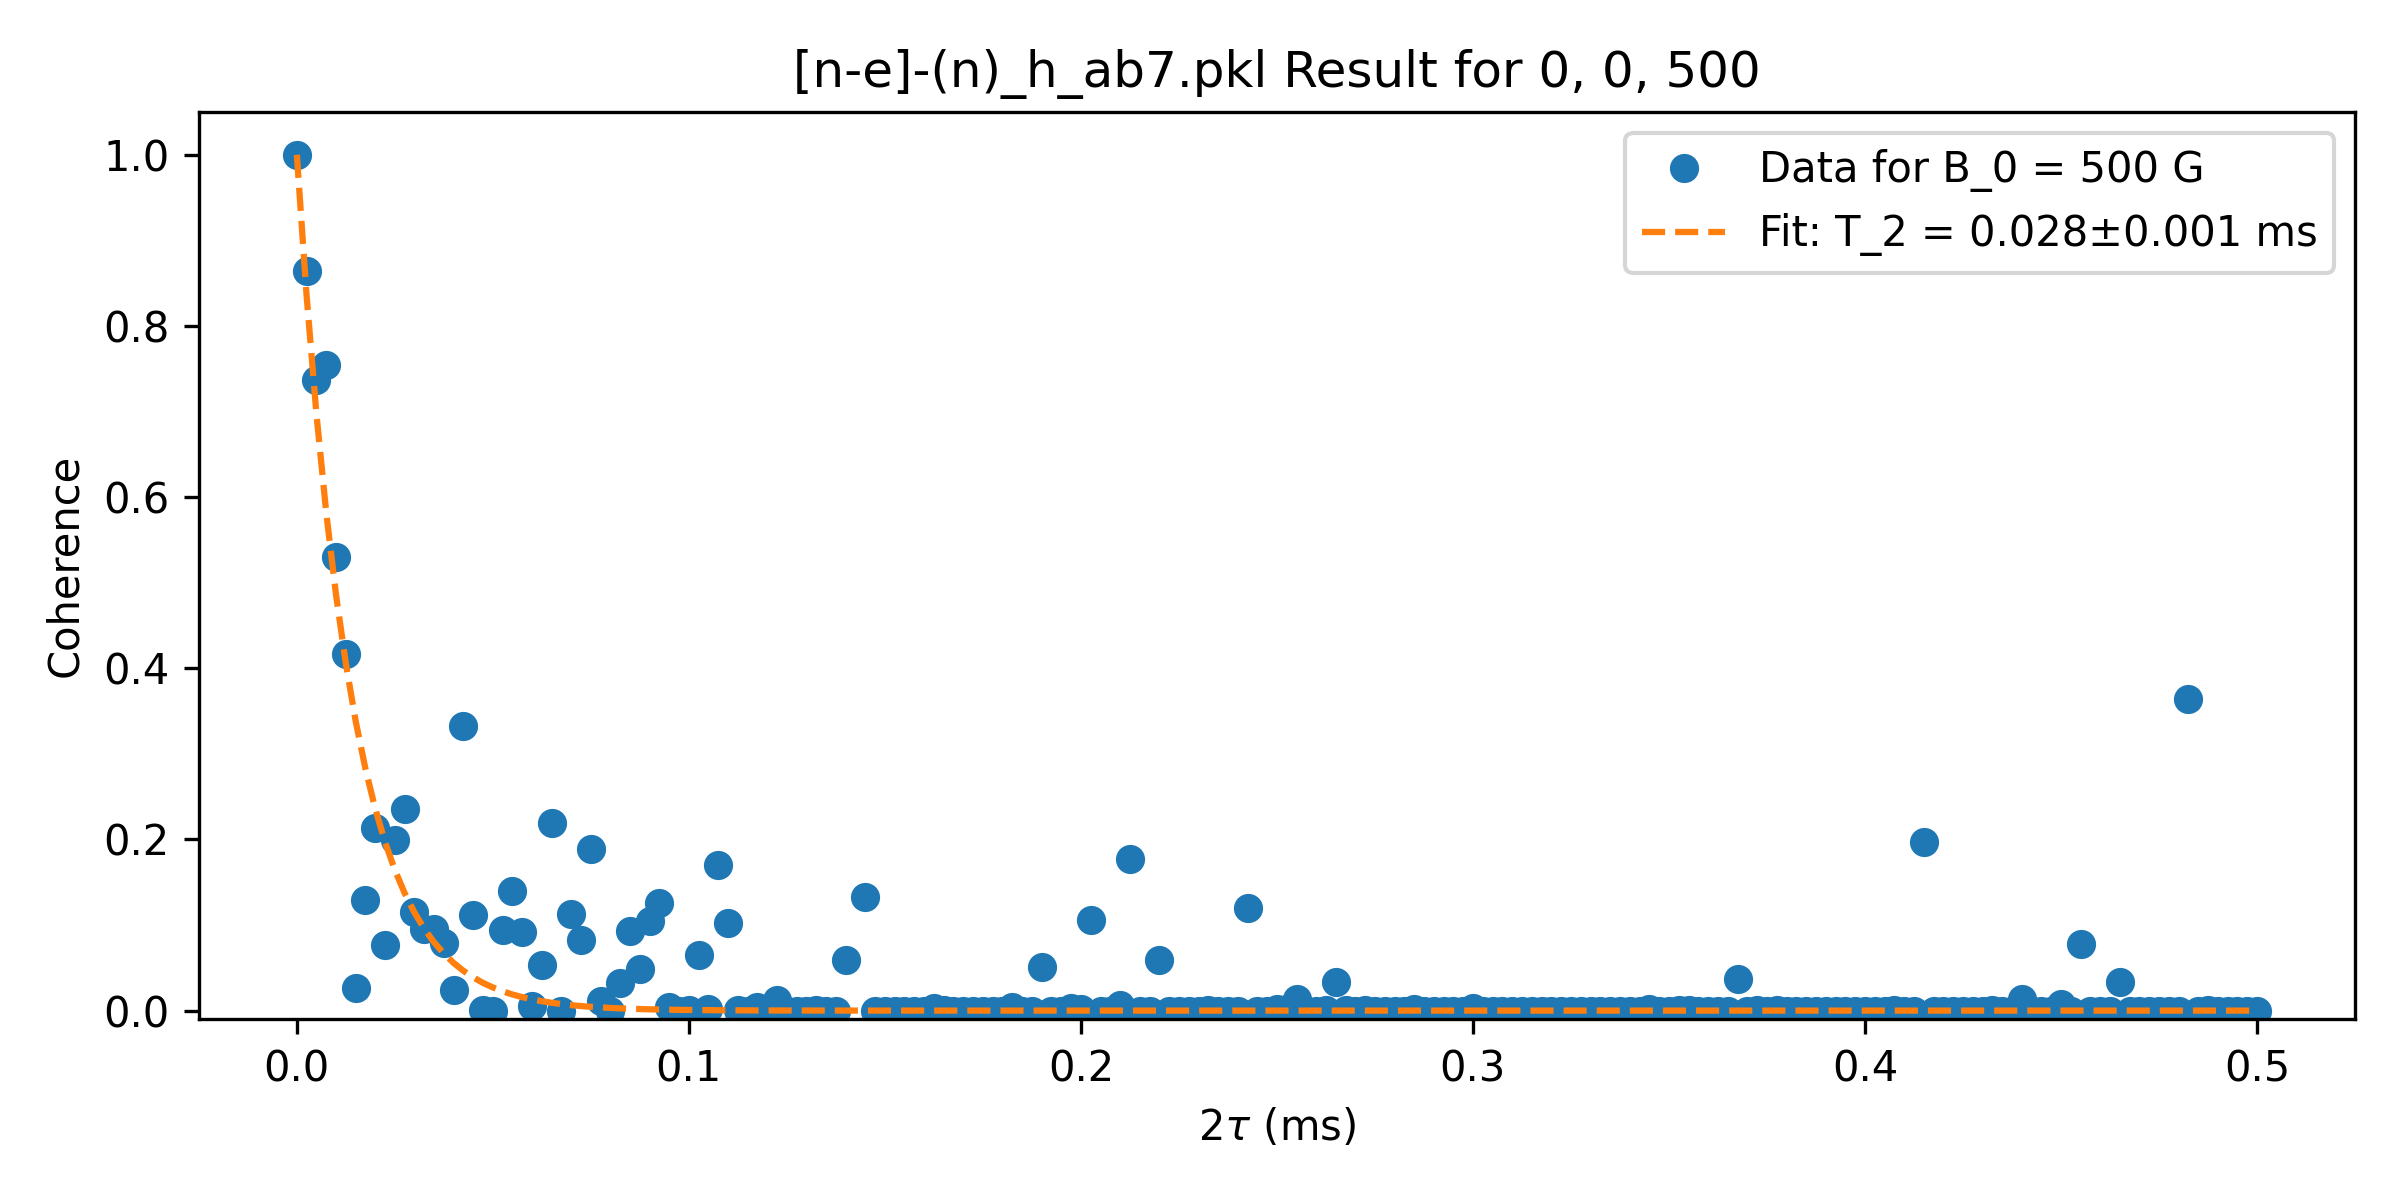 [n-e]-(n)_h_ab7.pkl Result for 0, 0, 500
Data for B_0 = 500 G
Fit: T_2 = 0.028±0.001 ms
Coherence
1.0
0.8
0.6
0.4
0.2
0.0
0.0 0.1 0.2 0.3 0.4 0.5
2τ (ms)